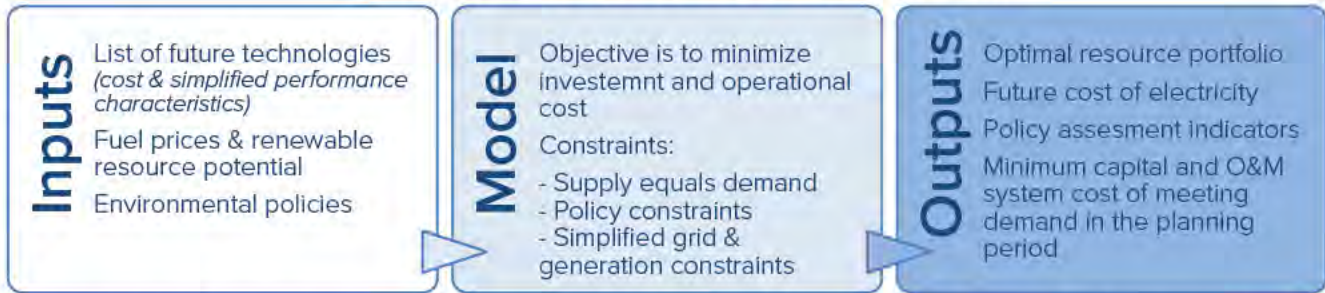 Inputs
List of future technologies
(cost & simplified performance
characteristics)
Fuel prices & renewable
resource potential
Environmental policies
Model
Objective is to minimize
investemnt and operational
cost
Constraints:
- Supply equals demand
- Policy constraints
- Simplified grid &
generation constraints
Outputs
Optimal resource portfolio
Future cost of electricity
Policy assesment indicators
Minimum capital and O&M
system cost of meeting
demand in the planning
period